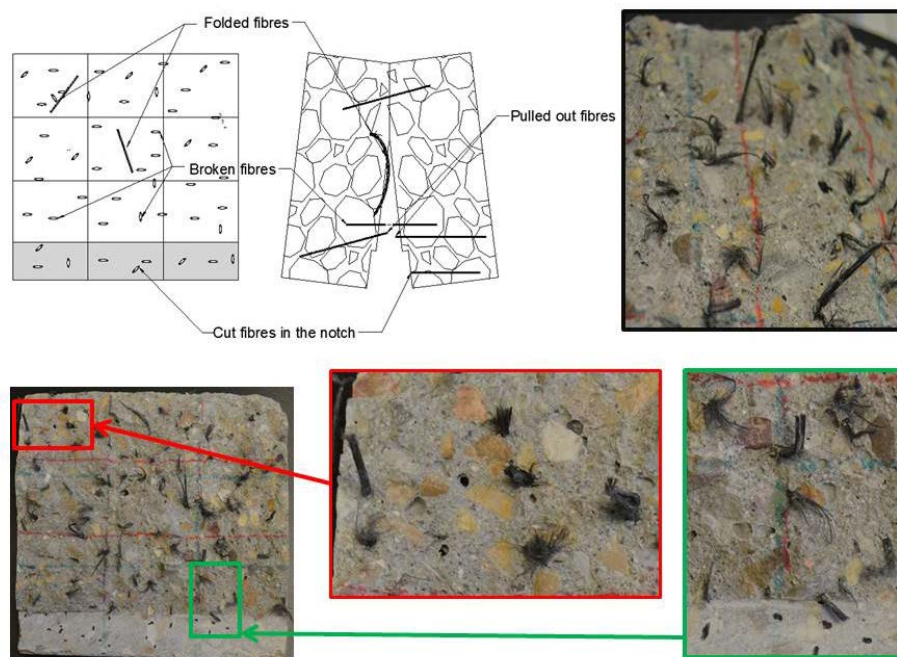 Folded fibres
Pulled out fibres
Broken fibres
Cut fibres in the notch